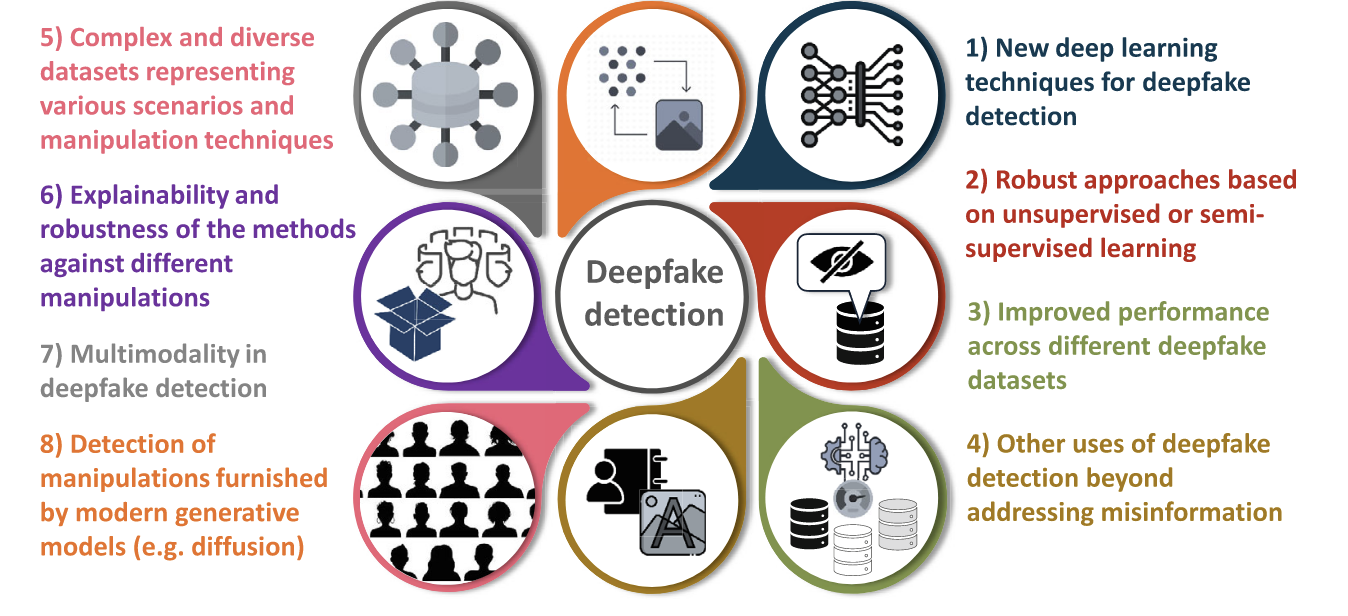 5) Complex and diverse
datasets representing
various scenarios and
manipulation techniques
6) Explainability and
robustness of the methods
against different
manipulations
7) Multimodality in
deepfake detection
8) Detection of
manipulations furnished
by modern generative
models (e.g. diffusion)
Deepfake
detection
A
1) New deep learning
techniques for deepfake
detection
2) Robust approaches based
on unsupervised or semi-
supervised learning
3) Improved performance
across different deepfake
datasets
4) Other uses of deepfake
detection beyond
addressing misinformation